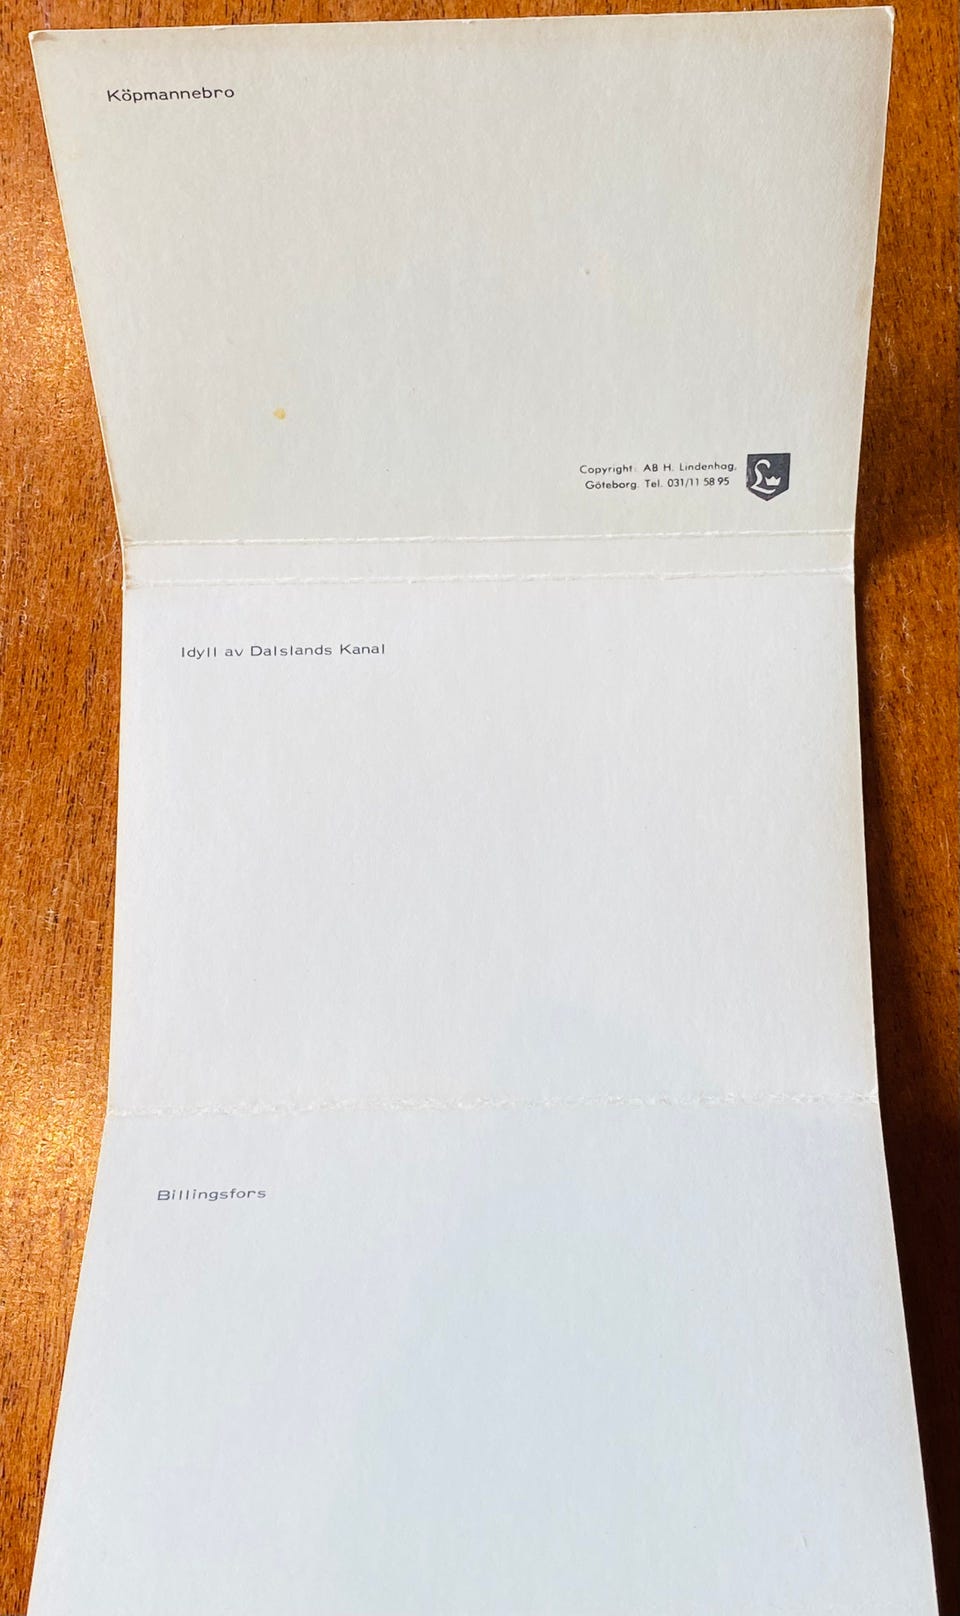 Köpmannebro
Copyright: AB H. Lindenhag,
Göteborg. Tel. 031/11 58 95
L
Idyll av Dalslands Kanal
Billingsfors